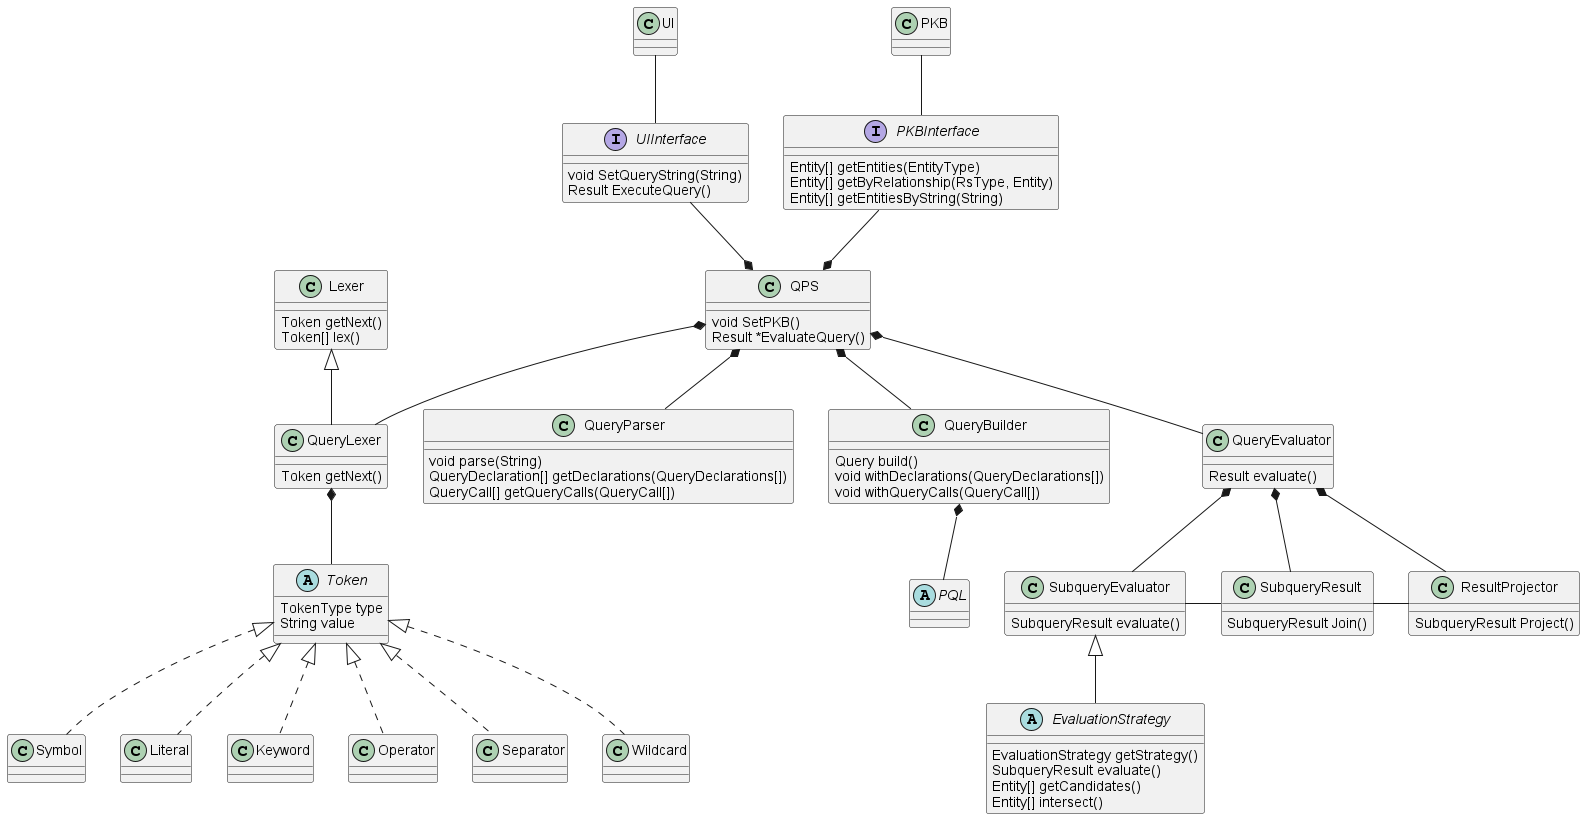 C UI
C PKB
I UIInterface
void SetQueryString(String)
Result ExecuteQuery()
I PKBInterface
Entity[] getEntities(EntityType)
Entity[] getByRelationship(RsType, Entity)
Entity[] getEntitiesByString(String)
C Lexer
Token getNext()
Token[] lex()
C QPS
void SetPKB()
Result *EvaluateQuery()
C QueryLexer
Token getNext()
C QueryParser
void parse(String)
QueryDeclaration[] getDeclarations(QueryDeclarations[])
QueryCall[] getQueryCalls(QueryCall[])
C QueryBuilder
Query build()
void withDeclarations(QueryDeclarations[])
void withQueryCalls(QueryCall[])
C QueryEvaluator
Result evaluate()
A Token
TokenType type
String value
A PQL
C SubqueryEvaluator
SubqueryResult evaluate()
C SubqueryResult
SubqueryResult Join()
C ResultProjector
SubqueryResult Project()
C Symbol
C Literal
C Keyword
C Operator
C Separator
C Wildcard
A EvaluationStrategy
EvaluationStrategy getStrategy()
SubqueryResult evaluate()
Entity[] getCandidates()
Entity[] intersect()